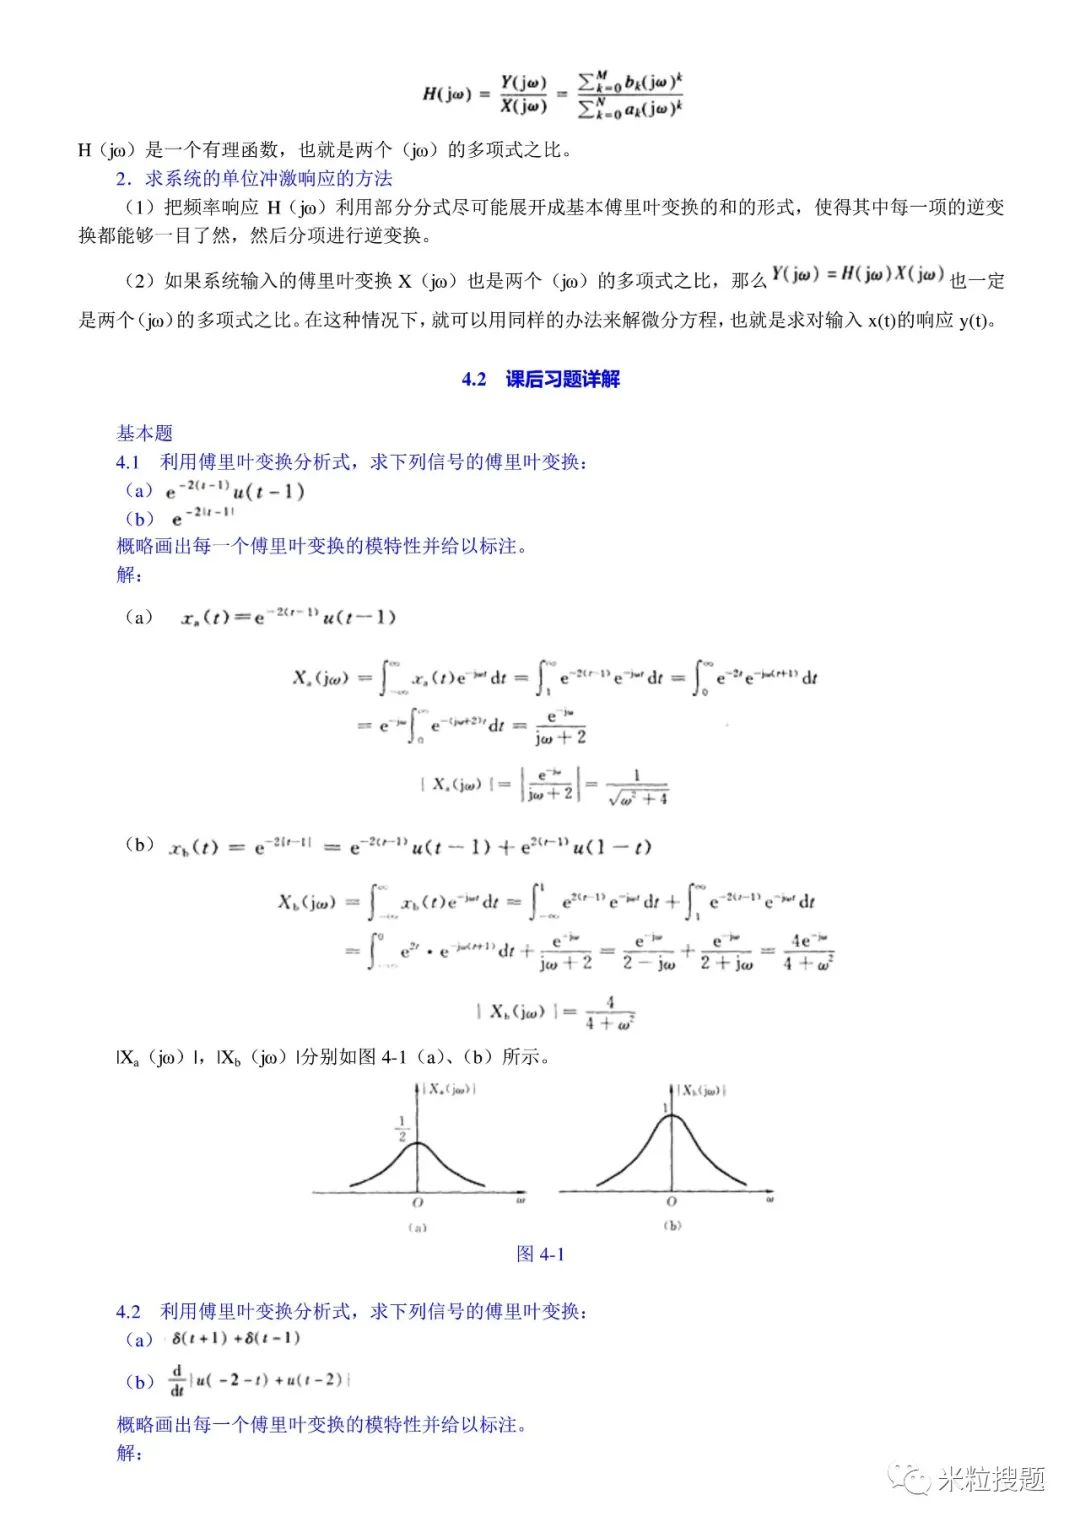 H(jω) = Y(jω)/X(jω) = ∑_{k=0}^{M} b_k(jω)^k / ∑_{k=0}^{N} a_k(jω)^k
H（jω）是一个有理函数，也就是两个（jω）的多项式之比。
2．求系统的单位冲激响应的方法
（1）把频率响应 H（jω）利用部分分式尽可能展开成基本傅里叶变换的和的形式，使得其中每一项的逆变
换都能够一目了然，然后分项进行逆变换。
（2）如果系统输入的傅里叶变换 X（jω）也是两个（jω）的多项式之比，那么 Y(jω) = H(jω)X(jω) 也一定
是两个（jω）的多项式之比。在这种情况下，就可以用同样的办法来解微分方程，也就是求对输入 x(t)的响应 y(t)。
4.2 课后习题详解
基本题
4.1 利用傅里叶变换分析式，求下列信号的傅里叶变换：
（a）e^{-2(t-1)}u(t-1)
（b）e^{-2|t-1|}
概略画出每一个傅里叶变换的模特性并给以标注。
解：
（a） x_a(t)=e^{-2(t-1)}u(t-1)
X_a(jω) = ∫_{-∞}^{∞} x_a(t)e^{-jωt}dt = ∫_{1}^{∞} e^{-2(t-1)}e^{-jωt}dt = ∫_{0}^{∞} e^{-2t}e^{-jω(t+1)}dt
= e^{-jω}∫_{0}^{∞} e^{-(jω+2)t}dt = e^{-jω}/(jω+2)
|X_a(jω)| = |e^{-jω}/(jω+2)| = 1/√(ω²+4)
（b）x_b(t) = e^{-2|t-1|} = e^{-2(t-1)}u(t-1)+e^{2(t-1)}u(1-t)
X_b(jω) = ∫_{-∞}^{∞} x_b(t)e^{-jωt}dt = ∫_{-∞}^{1} e^{2(t-1)}e^{-jωt}dt + ∫_{1}^{∞} e^{-2(t-1)}e^{-jωt}dt
= ∫_{-∞}^{0} e^{2t}·e^{-jω(t+1)}dt + e^{-jω}/(jω+2) = e^{-jω}/(2-jω) + e^{-jω}/(2+jω) = 4e^{-jω}/(4+ω²)
|X_b(jω)| = 4/(4+ω²)
|X_a（jω）|，|X_b（jω）|分别如图 4-1（a）、（b）所示。
|X_a(jω)|
1/2
O
ω
(a)
|X_b(jω)|
1
O
ω
(b)
图 4-1
4.2 利用傅里叶变换分析式，求下列信号的傅里叶变换：
（a）δ(t+1)+δ(t-1)
（b）d/dt{u(-2-t)+u(t-2)}
概略画出每一个傅里叶变换的模特性并给以标注。
解：
米粒搜题